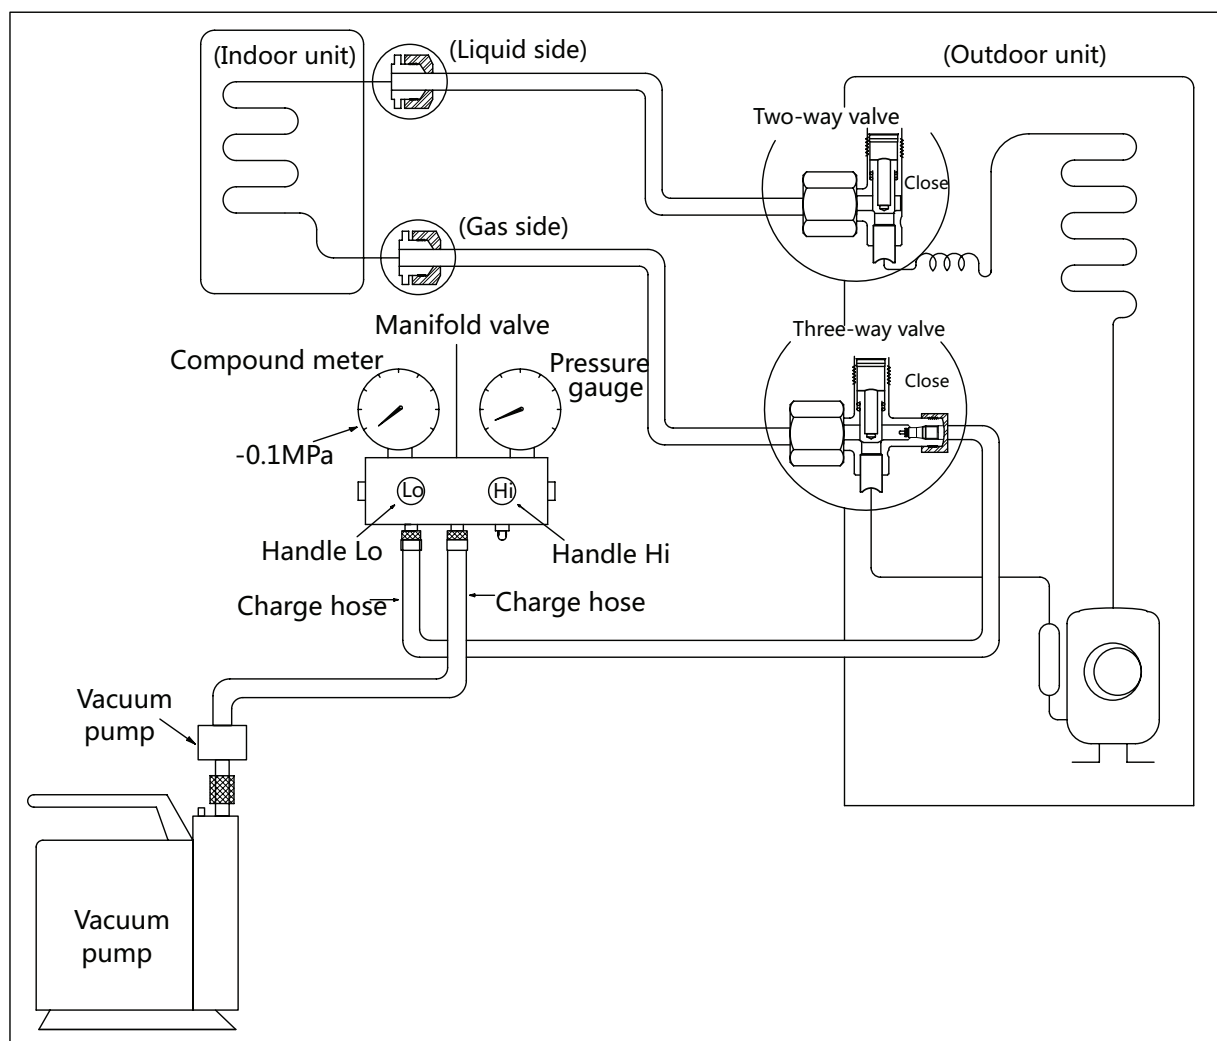 (Indoor unit)
(Liquid side)
(Outdoor unit)
Two-way valve
Close
(Gas side)
Manifold valve
Three-way valve
Compound meter
Pressure
gauge
Close
-0.1MPa
Lo
Hi
Handle Lo
Handle Hi
Charge hose
Charge hose
Vacuum
pump
Vacuum
pump